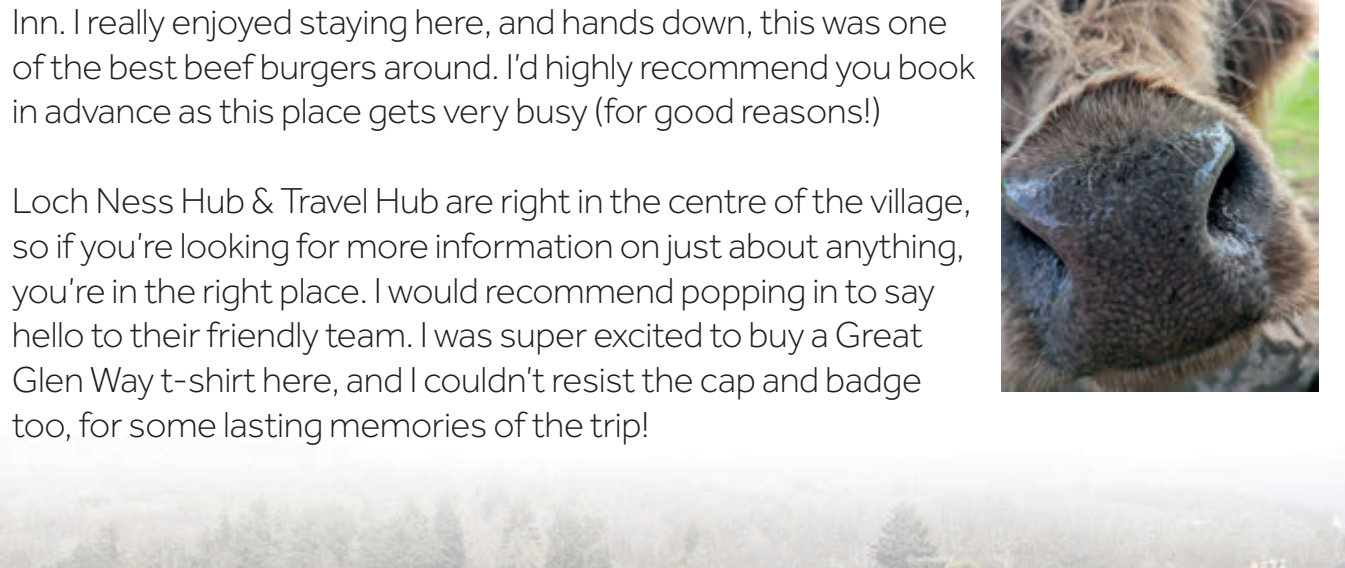 Inn. I really enjoyed staying here, and hands down, this was one
of the best beef burgers around. I'd highly recommend you book
in advance as this place gets very busy (for good reasons!)
Loch Ness Hub & Travel Hub are right in the centre of the village,
so if you're looking for more information on just about anything,
you're in the right place. I would recommend popping in to say
hello to their friendly team. I was super excited to buy a Great
Glen Way t-shirt here, and I couldn't resist the cap and badge
too, for some lasting memories of the trip!